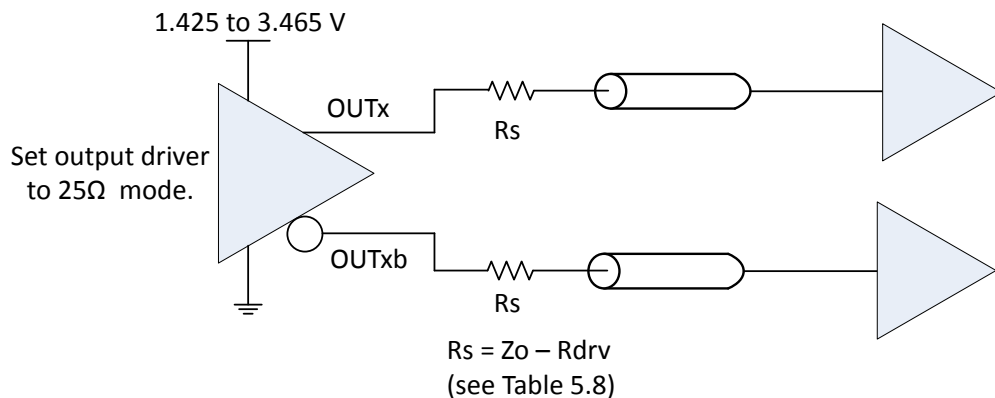 1.425 to 3.465 V
OUTx
Rs
Set output driver
to 25Ω mode.
OUTxb
Rs
Rs = Zo – Rdrv
(see Table 5.8)